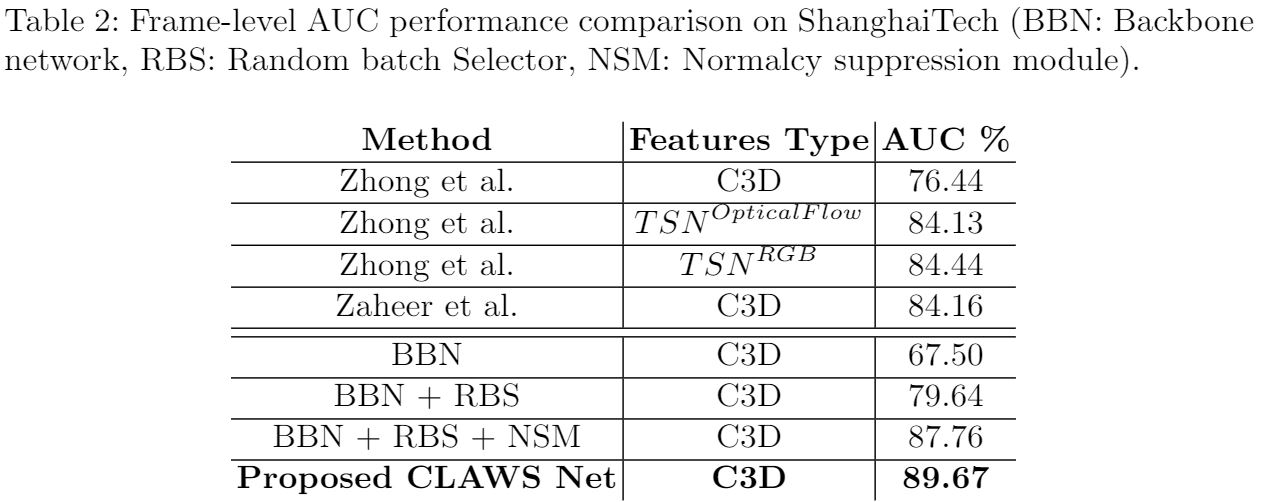 Table 2: Frame-level AUC performance comparison on ShanghaiTech (BBN: Backbone
network, RBS: Random batch Selector, NSM: Normalcy suppression module).
Method Features Type AUC %
Zhong et al. C3D 76.44
Zhong et al. TSN^OpticalFlow 84.13
Zhong et al. TSN^RGB 84.44
Zaheer et al. C3D 84.16
BBN C3D 67.50
BBN + RBS C3D 79.64
BBN + RBS + NSM C3D 87.76
Proposed CLAWS Net C3D 89.67